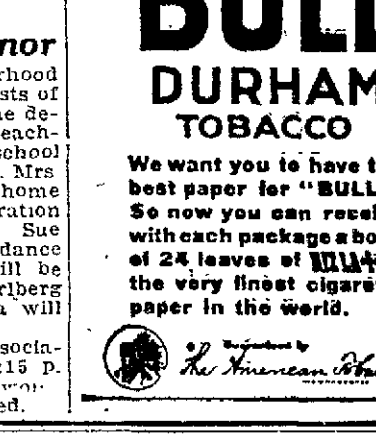 nor
rhood
sts of
e de-
each-
school
. Mrs
home
ration
Sue
dance
ill be
rlberg
a will
socia-
:15 p.
ed.
BULL
DURHAM
TOBACCO
We want you to have t
best paper for "BULL
So now you can recei
with each package a bo
of 24 leaves of
the very finest cigare
paper in the world.
The American Toba